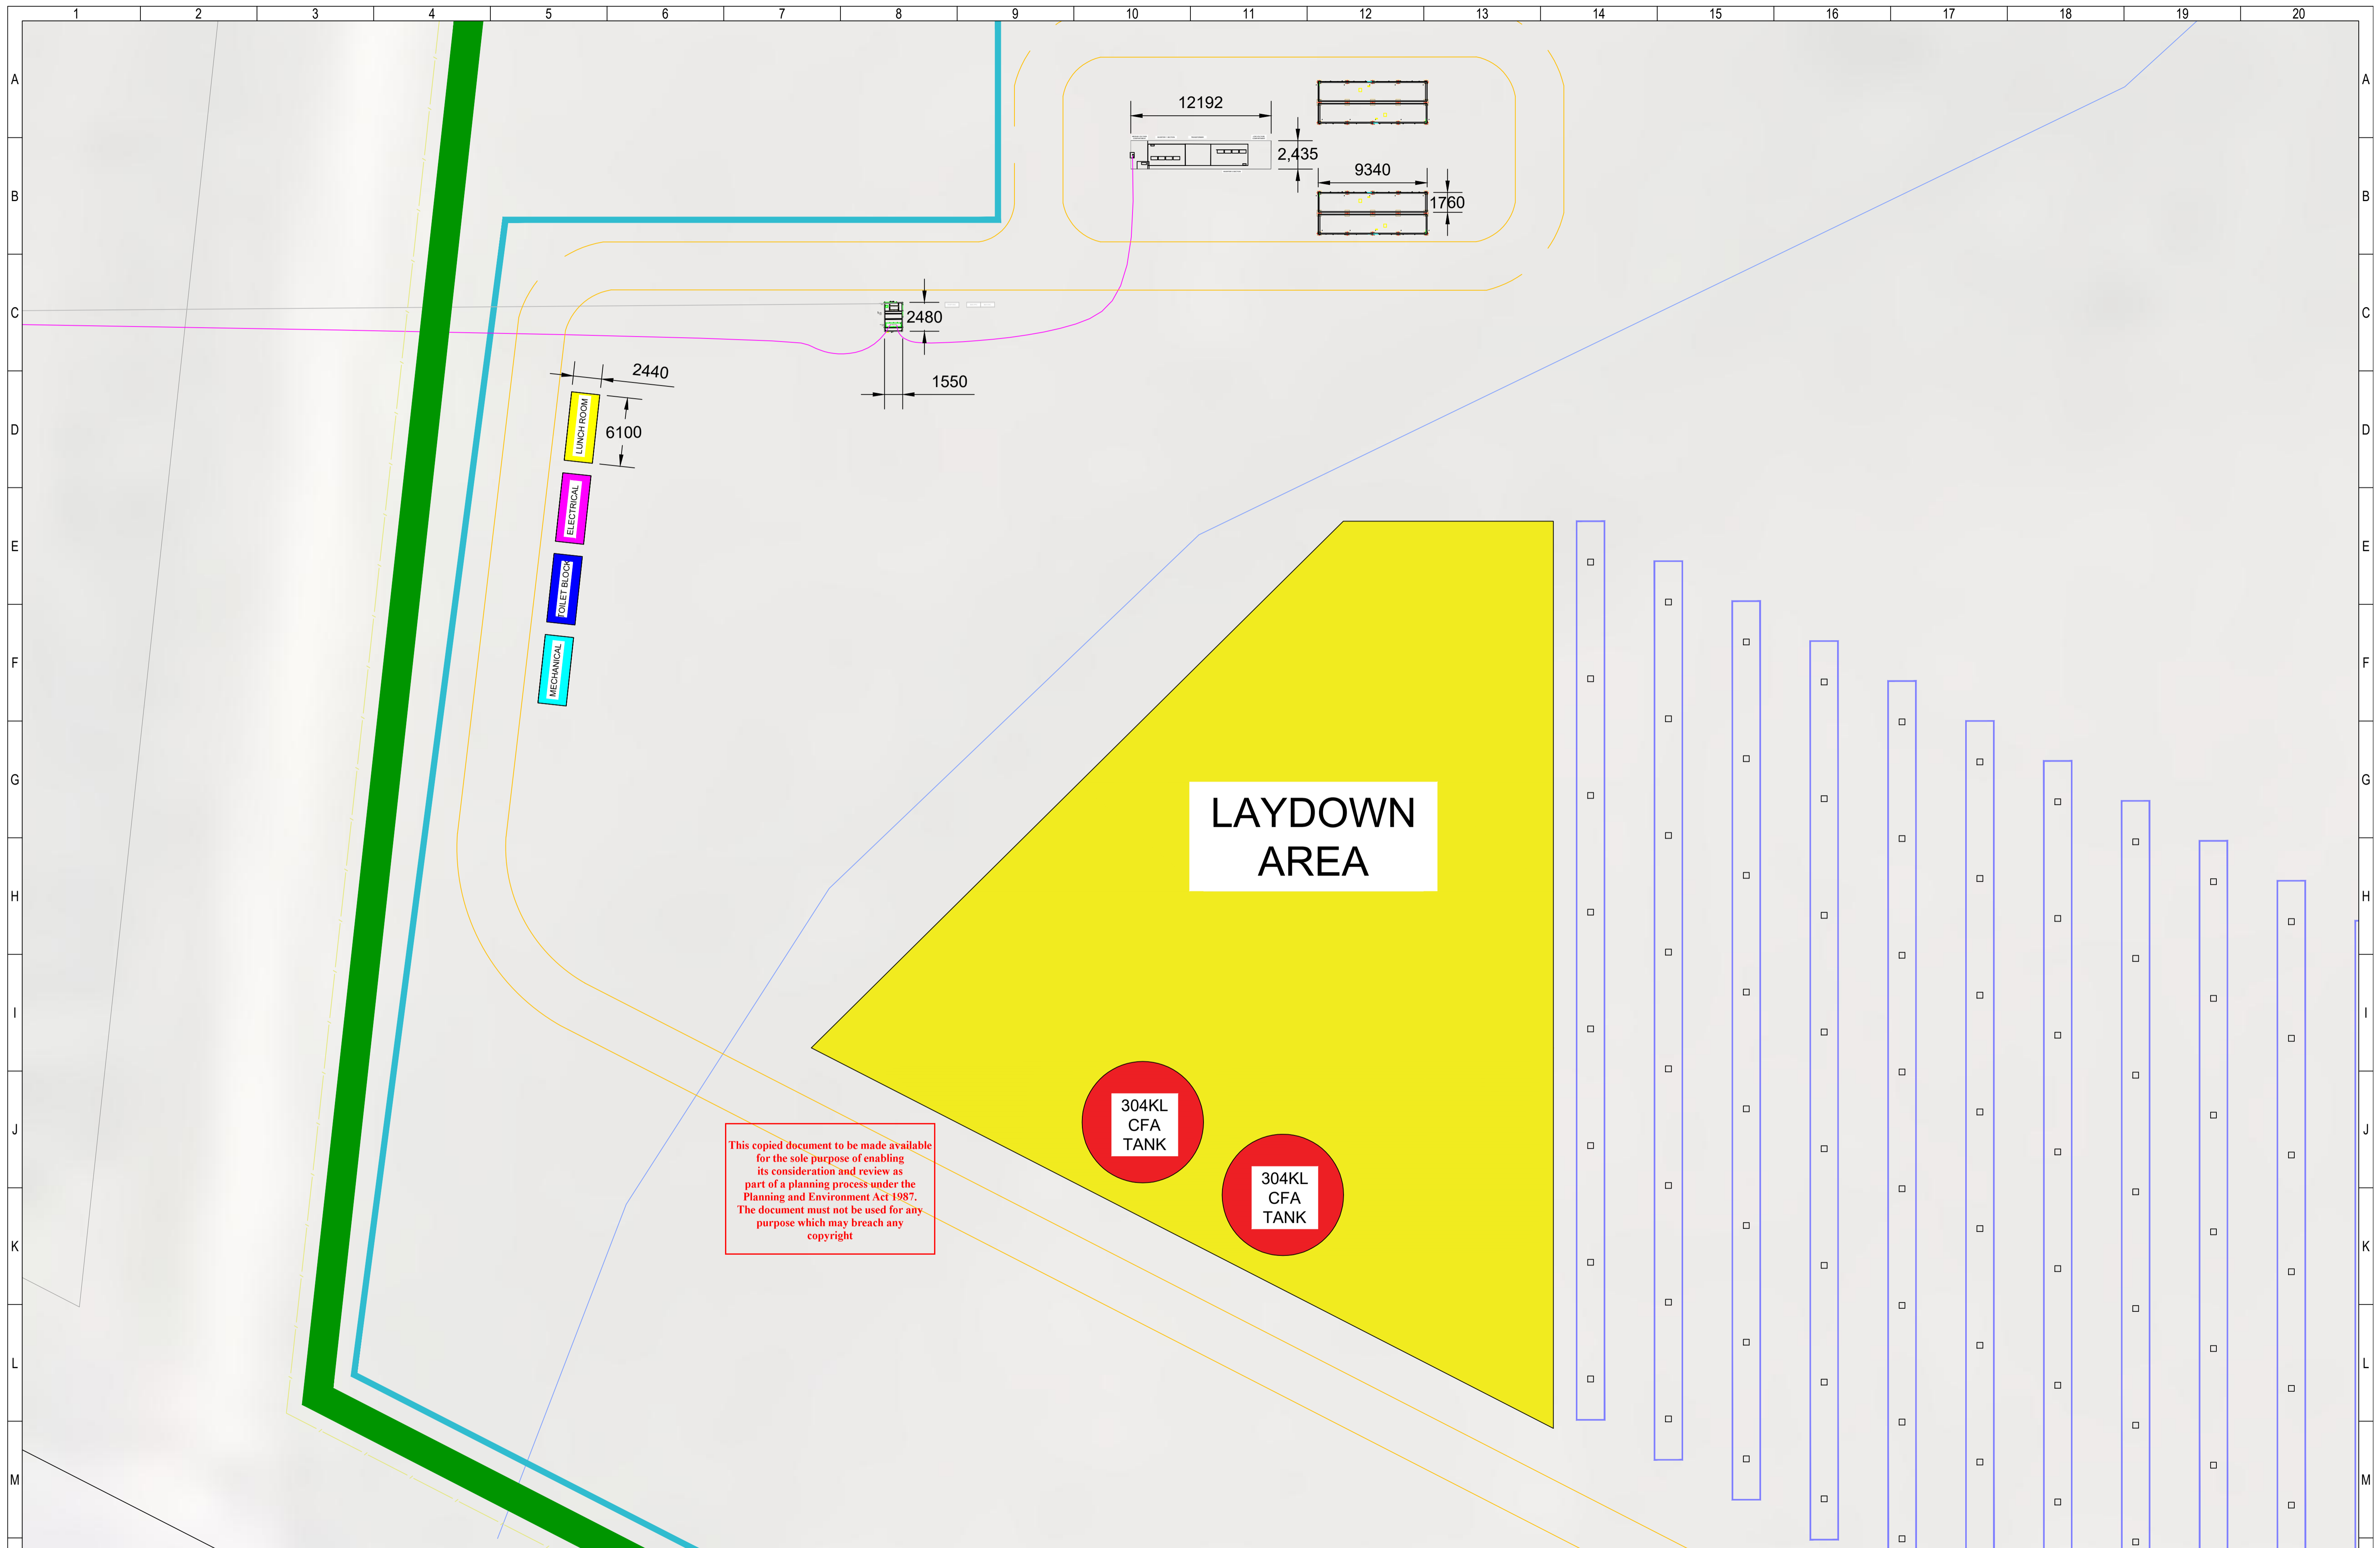 1 2 3 4 5 6 7 8 9 10 11 12 13 14 15 16 17 18 19 20
A A
12192
2,435
B B
9340
1760
C C
2480
2440
1550
D D
LUNCH ROOM
6100
ELECTRICAL
E E
TOILET BLOCK
F F
MECHANICAL
G G
LAYDOWN
AREA
H H
I I
304KL
CFA
TANK
J J
This copied document to be made available
for the sole purpose of enabling
its consideration and review as
part of a planning process under the
Planning and Environment Act 1987.
The document must not be used for any
purpose which may breach any
copyright
304KL
CFA
TANK
K K
L L
M M